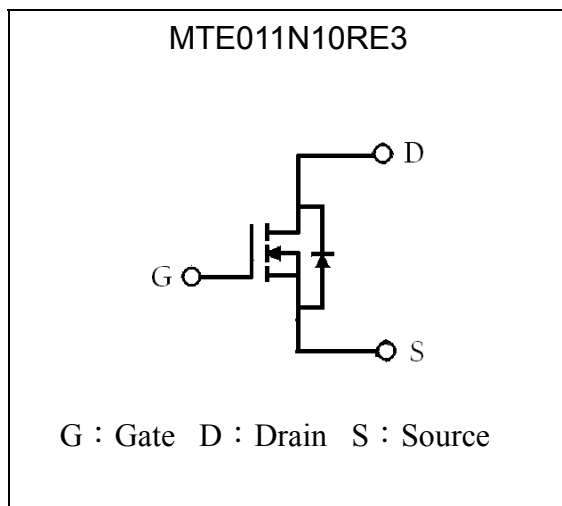 MTE011N10RE3
D
G
S
G：Gate D：Drain S：Source